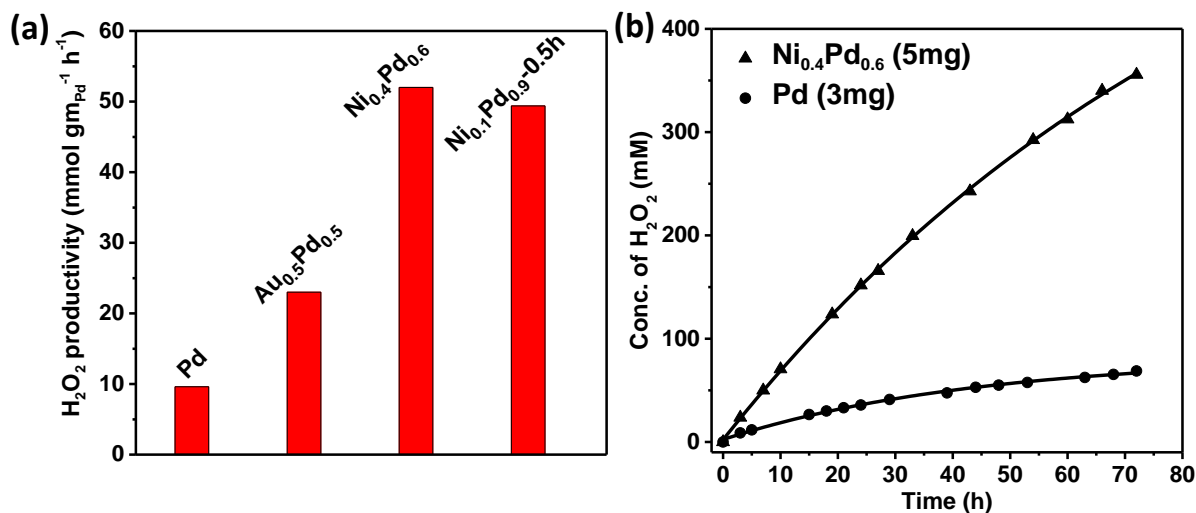 (a)
H₂O₂ productivity (mmol gm_Pd⁻¹ h⁻¹)
60
50
40
30
20
10
0
Pd
Au₀.₅Pd₀.₅
Ni₀.₄Pd₀.₆
Ni₀.₁Pd₀.₉-0.5h
(b)
Conc. of H₂O₂ (mM)
400
300
200
100
0
Ni₀.₄Pd₀.₆ (5mg)
Pd (3mg)
0 10 20 30 40 50 60 70 80
Time (h)